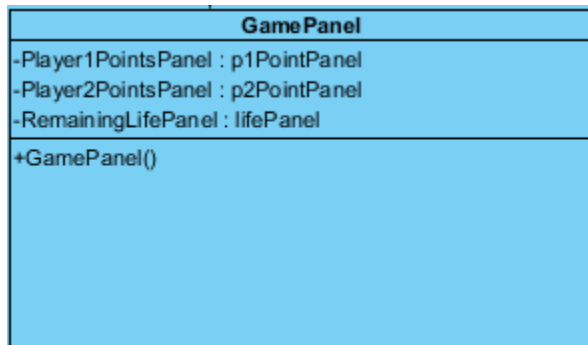 GamePanel
-Player1PointsPanel : p1PointPanel
-Player2PointsPanel : p2PointPanel
-RemainingLifePanel : lifePanel
+GamePanel()